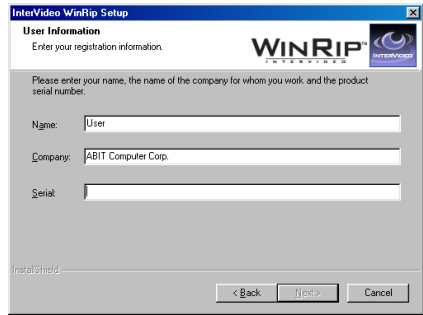 InterVideo WinRip Setup
User Information
Enter your registration information.
WINRIP™
INTERVIDEO
INTERVIDEO
Please enter your name, the name of the company for whom you work and the product
serial number.
Name: User
Company: ABIT Computer Corp.
Serial:
InstallShield
< Back Next > Cancel